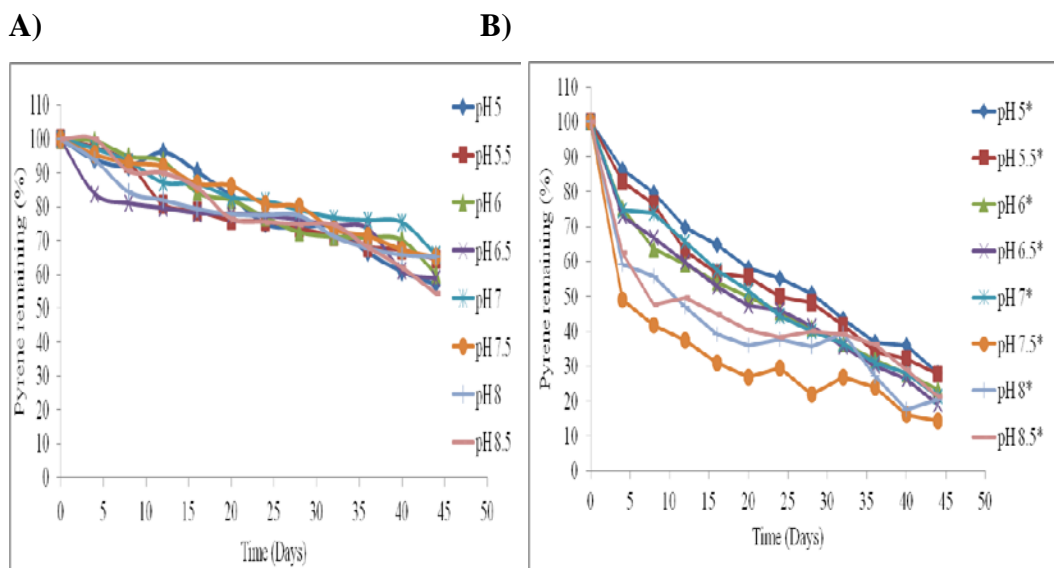 A)
B)
Pyrene remaining (%)
110
100
90
80
70
60
50
40
30
20
10
0
0 5 10 15 20 25 30 35 40 45 50
Time (Days)
pH 5
pH 5.5
pH 6
pH 6.5
pH 7
pH 7.5
pH 8
pH 8.5
Pyrene remaining (%)
110
100
90
80
70
60
50
40
30
20
10
0
0 5 10 15 20 25 30 35 40 45 50
Time (Days)
pH 5*
pH 5.5*
pH 6*
pH 6.5*
pH 7*
pH 7.5*
pH 8*
pH 8.5*